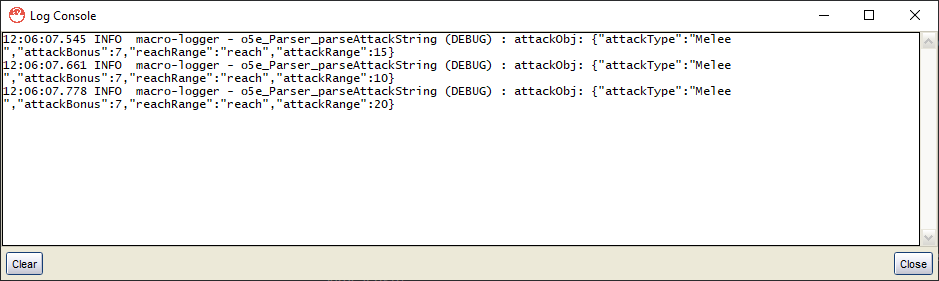 Log Console
12:06:07.545 INFO  macro-logger - o5e_Parser_parseAttackString (DEBUG) : attackObj: {"attackType":"Melee
","attackBonus":7,"reachRange":"reach","attackRange":15}
12:06:07.661 INFO  macro-logger - o5e_Parser_parseAttackString (DEBUG) : attackObj: {"attackType":"Melee
","attackBonus":7,"reachRange":"reach","attackRange":10}
12:06:07.778 INFO  macro-logger - o5e_Parser_parseAttackString (DEBUG) : attackObj: {"attackType":"Melee
","attackBonus":7,"reachRange":"reach","attackRange":20}
Clear
Close